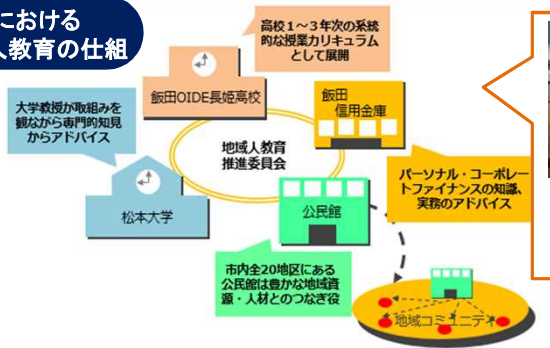 における
人教育の仕組
高校１～３年次の系統
的な授業カリキュラム
として展開
飯田OIDE長姫高校
飯田
信用金庫
大学教授が取組みを
観ながら専門的知見
からアドバイス
地域人教育
推進委員会
松本大学
公民館
パーソナル・コーポレー
トファイナンスの知識、
実務のアドバイス
市内全20地区にある
公民館は豊かな地域資
源・人材とのつなぎ役
地域コミュニティ